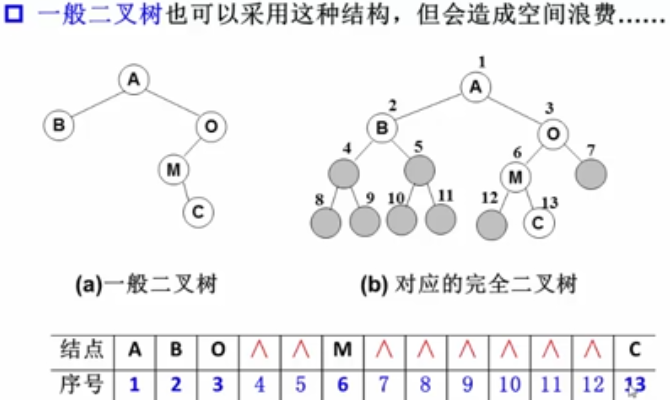 一般二叉树也可以采用这种结构，但会造成空间浪费......
A
B
O
M
C
1
A
2
B
3
O
4
5
6
M
7
8
9
10
11
12
13
C
(a)一般二叉树
(b) 对应的完全二叉树
结点 A B O ∧ ∧ M ∧ ∧ ∧ ∧ ∧ ∧ C
序号 1 2 3 4 5 6 7 8 9 10 11 12 13